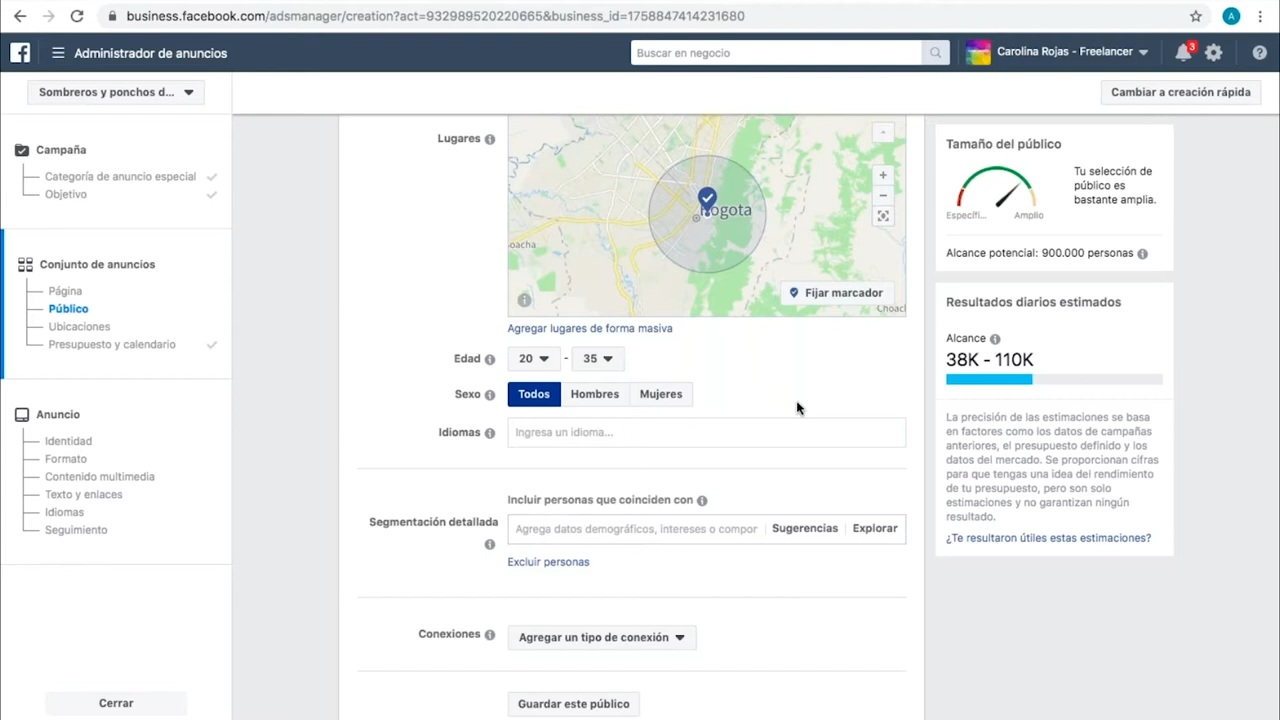 business.facebook.com/adsmanager/creation?act=932989520220665&business_id=1758847414231680
A
f
Administrador de anuncios
Buscar en negocio
Carolina Rojas - Freelancer
3
Sombreros y ponchos d...
Cambiar a creación rápida
Campaña
Categoría de anuncio especial
Objetivo
Conjunto de anuncios
Página
Público
Ubicaciones
Presupuesto y calendario
Anuncio
Identidad
Formato
Contenido multimedia
Texto y enlaces
Idiomas
Seguimiento
Cerrar
Lugares
Bogota
oacha
Choacl
Fijar marcador
Agregar lugares de forma masiva
Edad
20
-
35
Sexo
Todos
Hombres
Mujeres
Idiomas
Ingresa un idioma...
Incluir personas que coinciden con
Segmentación detallada
Agrega datos demográficos, intereses o compor
Sugerencias
Explorar
Excluir personas
Conexiones
Agregar un tipo de conexión
Guardar este público
Tamaño del público
Tu selección de
público es
bastante amplia.
Específi...
Amplio
Alcance potencial: 900.000 personas
Resultados diarios estimados
Alcance
38K - 110K
La precisión de las estimaciones se basa
en factores como los datos de campañas
anteriores, el presupuesto definido y los
datos del mercado. Se proporcionan cifras
para que tengas una idea del rendimiento
de tu presupuesto, pero son solo
estimaciones y no garantizan ningún
resultado.
¿Te resultaron útiles estas estimaciones?